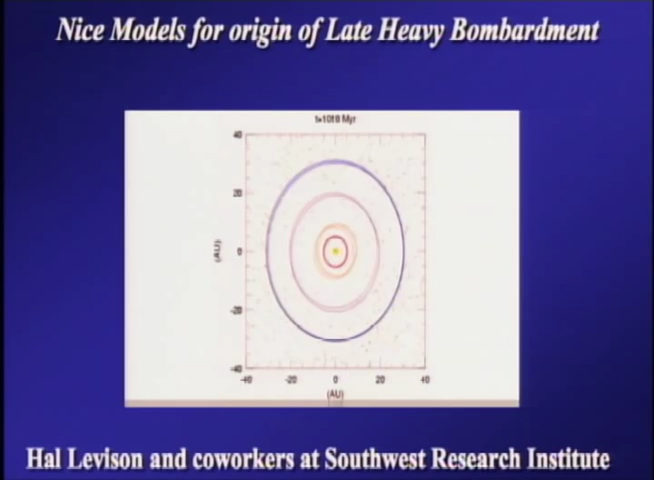 Nice Models for origin of Late Heavy Bombardment
40
20
(AU)
0
-20
-40
-40 -20 0 20 40
(AU)
Hal Levison and coworkers at Southwest Research Institute